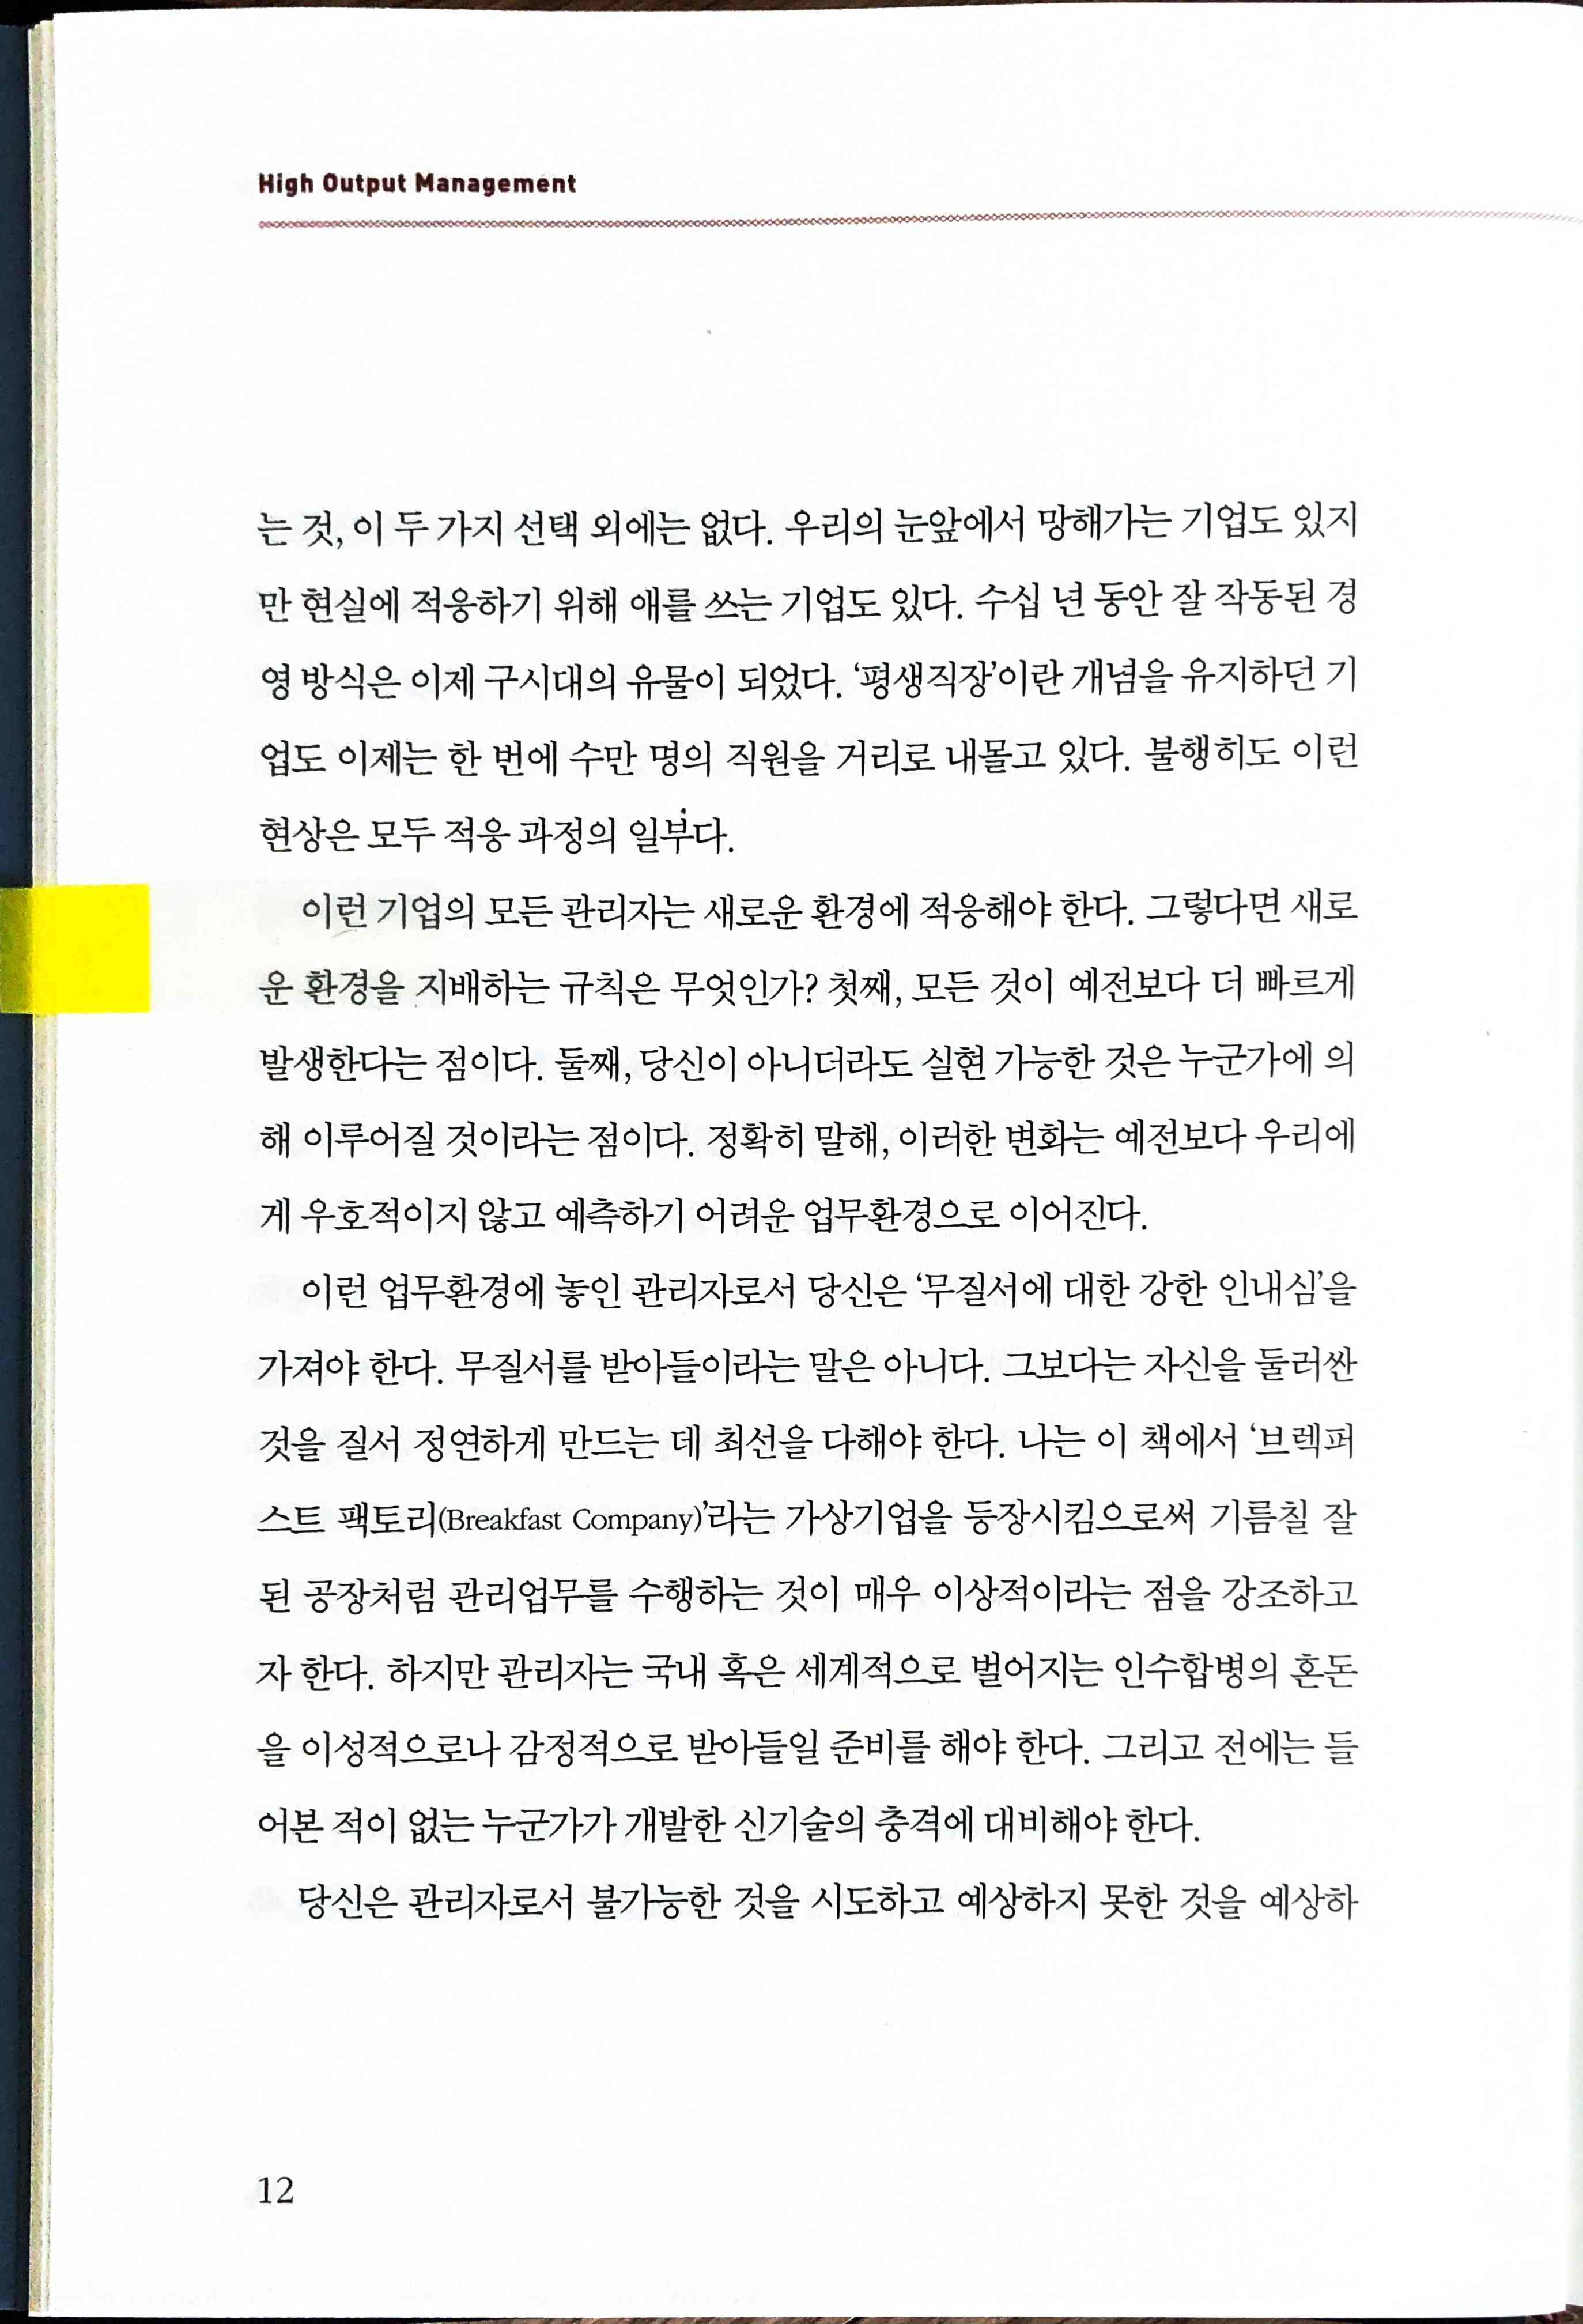 High Output Management
는 것, 이 두 가지 선택 외에는 없다. 우리의 눈앞에서 망해가는 기업도 있지
만 현실에 적응하기 위해 애를 쓰는 기업도 있다. 수십 년 동안 잘 작동된 경
영 방식은 이제 구시대의 유물이 되었다. ‘평생직장’이란 개념을 유지하던 기
업도 이제는 한 번에 수만 명의 직원을 거리로 내몰고 있다. 불행히도 이런
현상은 모두 적응 과정의 일부다.
이런 기업의 모든 관리자는 새로운 환경에 적응해야 한다. 그렇다면 새로
운 환경을 지배하는 규칙은 무엇인가? 첫째, 모든 것이 예전보다 더 빠르게
발생한다는 점이다. 둘째, 당신이 아니더라도 실현 가능한 것은 누군가에 의
해 이루어질 것이라는 점이다. 정확히 말해, 이러한 변화는 예전보다 우리에
게 우호적이지 않고 예측하기 어려운 업무환경으로 이어진다.
이런 업무환경에 놓인 관리자로서 당신은 ‘무질서에 대한 강한 인내심’을
가져야 한다. 무질서를 받아들이라는 말은 아니다. 그보다는 자신을 둘러싼
것을 질서 정연하게 만드는 데 최선을 다해야 한다. 나는 이 책에서 ‘브렉퍼
스트 팩토리(Breakfast Company)’라는 가상기업을 등장시킴으로써 기름칠 잘
된 공장처럼 관리업무를 수행하는 것이 매우 이상적이라는 점을 강조하고
자 한다. 하지만 관리자는 국내 혹은 세계적으로 벌어지는 인수합병의 혼돈
을 이성적으로나 감정적으로 받아들일 준비를 해야 한다. 그리고 전에는 들
어본 적이 없는 누군가가 개발한 신기술의 충격에 대비해야 한다.
당신은 관리자로서 불가능한 것을 시도하고 예상하지 못한 것을 예상하
12